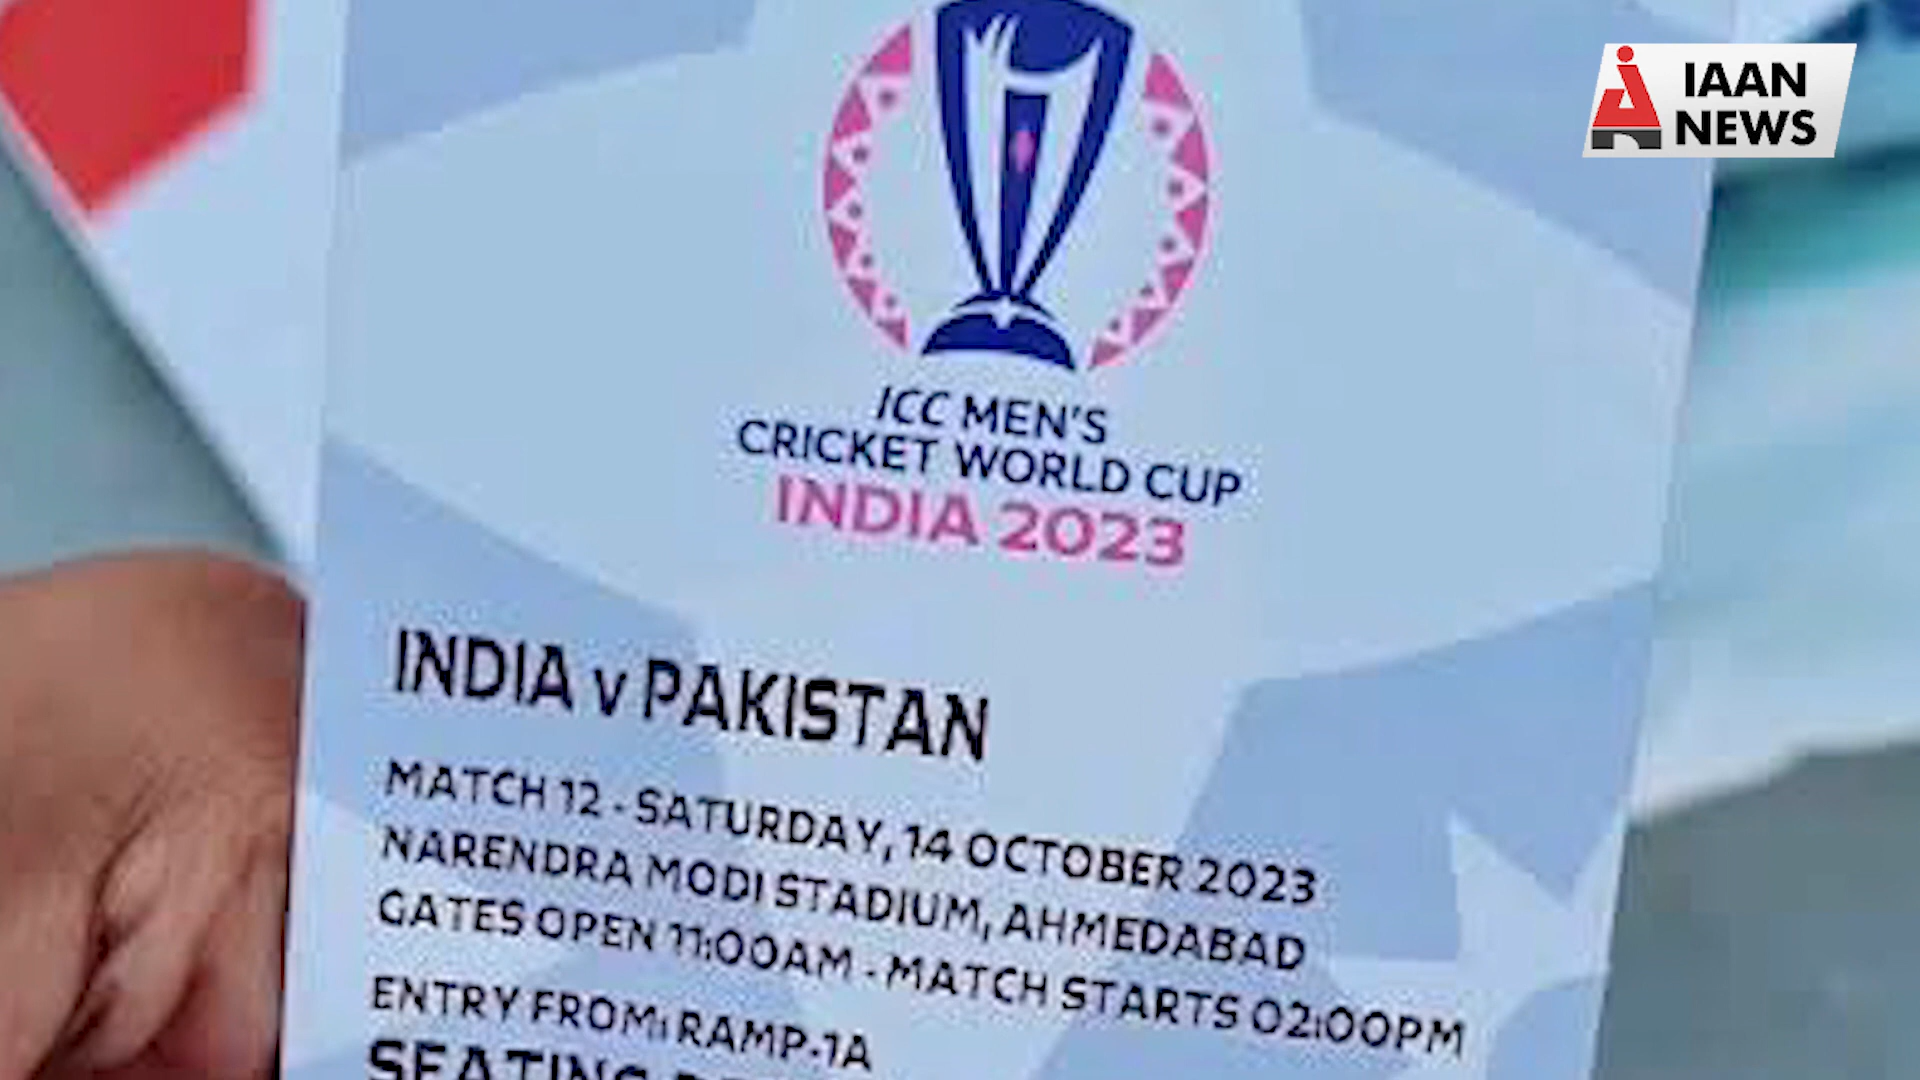 IAAN
NEWS
ICC MEN'S
CRICKET WORLD CUP
INDIA 2023
INDIA v PAKISTAN
MATCH 12 - SATURDAY, 14 OCTOBER 2023
NARENDRA MODI STADIUM, AHMEDABAD
GATES OPEN 11:00AM - MATCH STARTS 02:00PM
ENTRY FROM: RAMP-1A
SEATING